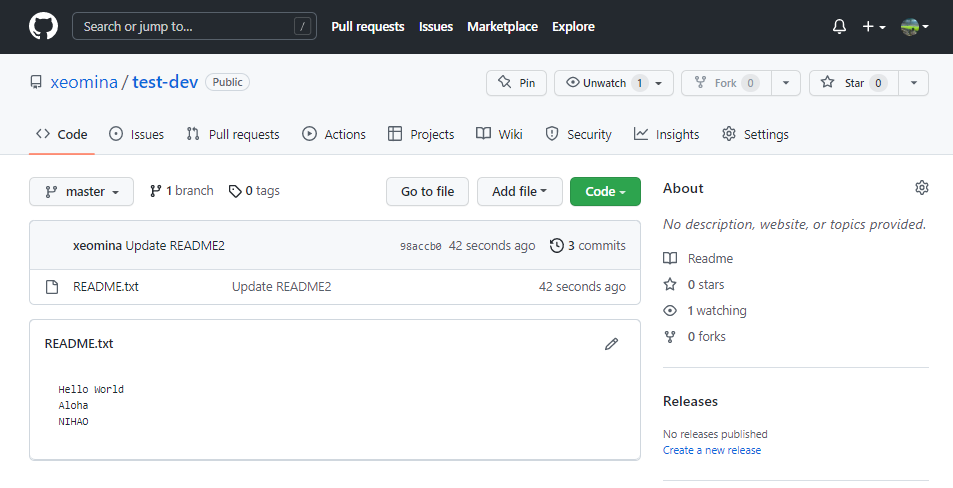 Search or jump to... / Pull requests Issues Marketplace Explore
xeomina / test-dev Public Pin Unwatch 1 Fork 0 Star 0
Code Issues Pull requests Actions Projects Wiki Security Insights Settings
master 1 branch 0 tags Go to file Add file Code
xeomina Update README2 98accb0 42 seconds ago 3 commits
README.txt Update README2 42 seconds ago
README.txt
Hello World
Aloha
NIHAO
About
No description, website, or topics provided.
Readme
0 stars
1 watching
0 forks
Releases
No releases published
Create a new release